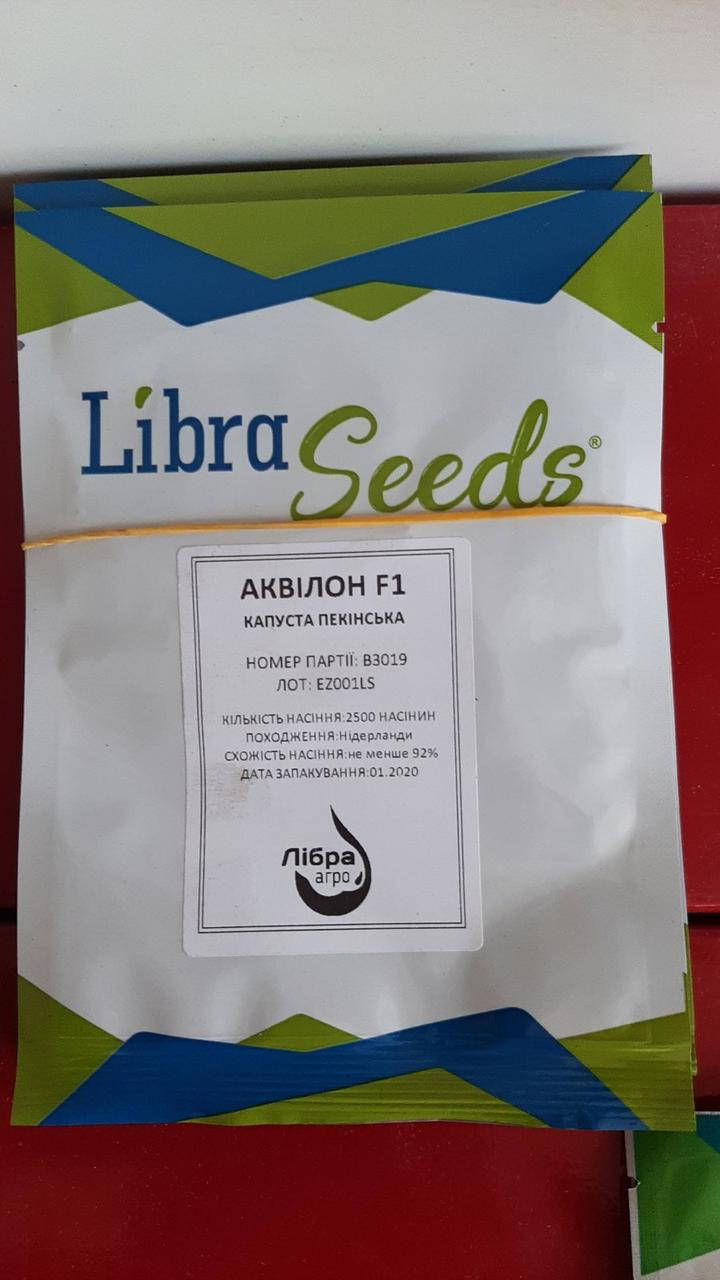 Libra Seeds®
АКВІЛОН F1
КАПУСТА ПЕКІНСЬКА
НОМЕР ПАРТІЇ: B3019
ЛОТ: EZ001LS
КІЛЬКІСТЬ НАСІННЯ:2500 НАСІНИН
ПОХОДЖЕННЯ:Нідерланди
СХОЖІСТЬ НАСІННЯ:не менше 92%
ДАТА ЗАПАКУВАННЯ:01.2020
Лібра
агро